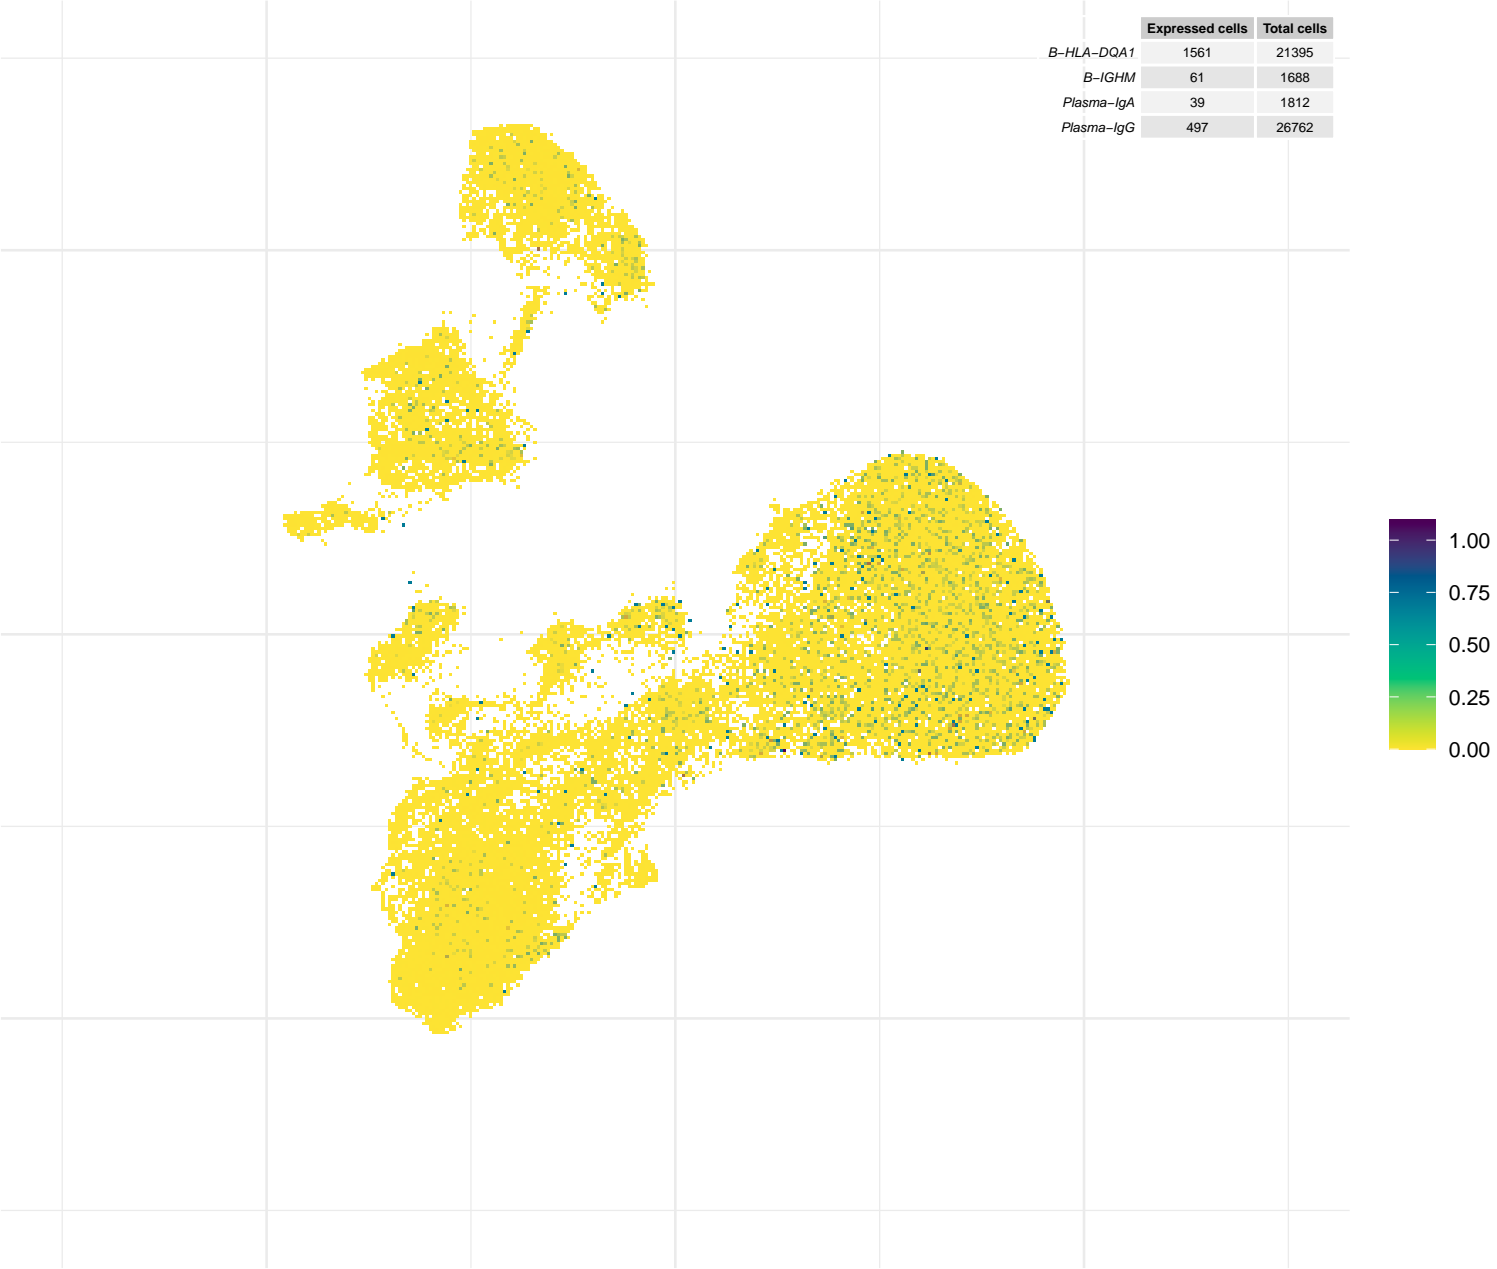 Expressed cells Total cells
B−HLA−DQA1 1561 21395
B−IGHM 61 1688
Plasma−IgA 39 1812
Plasma−IgG 497 26762
1.00
0.75
0.50
0.25
0.00